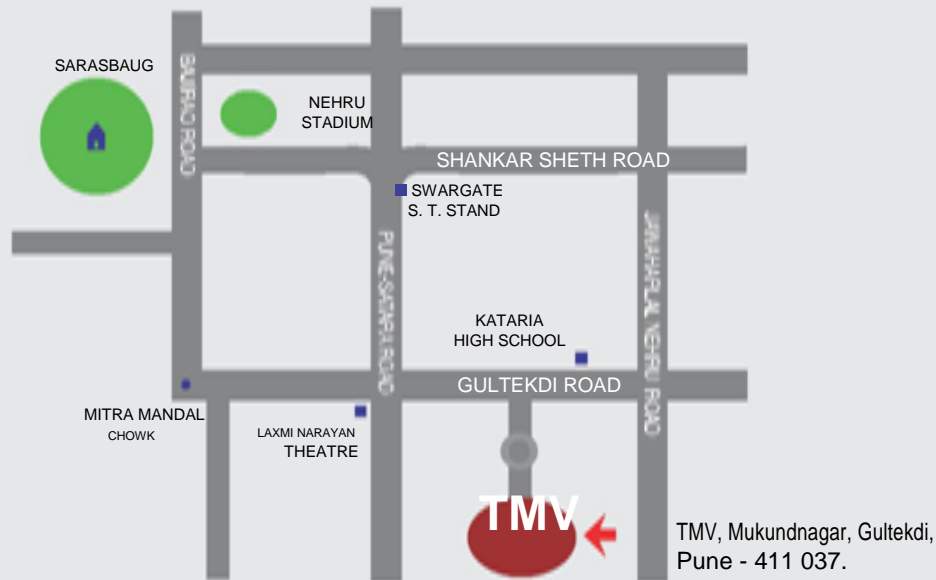 SARASBAUG
BAJIRAO ROAD
NEHRU
STADIUM
SHANKAR SHETH ROAD
SWARGATE
S. T. STAND
PUNE-SATARA ROAD
JAWAHARLAL NEHRU ROAD
KATARIA
HIGH SCHOOL
GULTEKDI ROAD
MITRA MANDAL
CHOWK
LAXMI NARAYAN
THEATRE
TMV
TMV, Mukundnagar, Gultekdi,
Pune - 411 037.